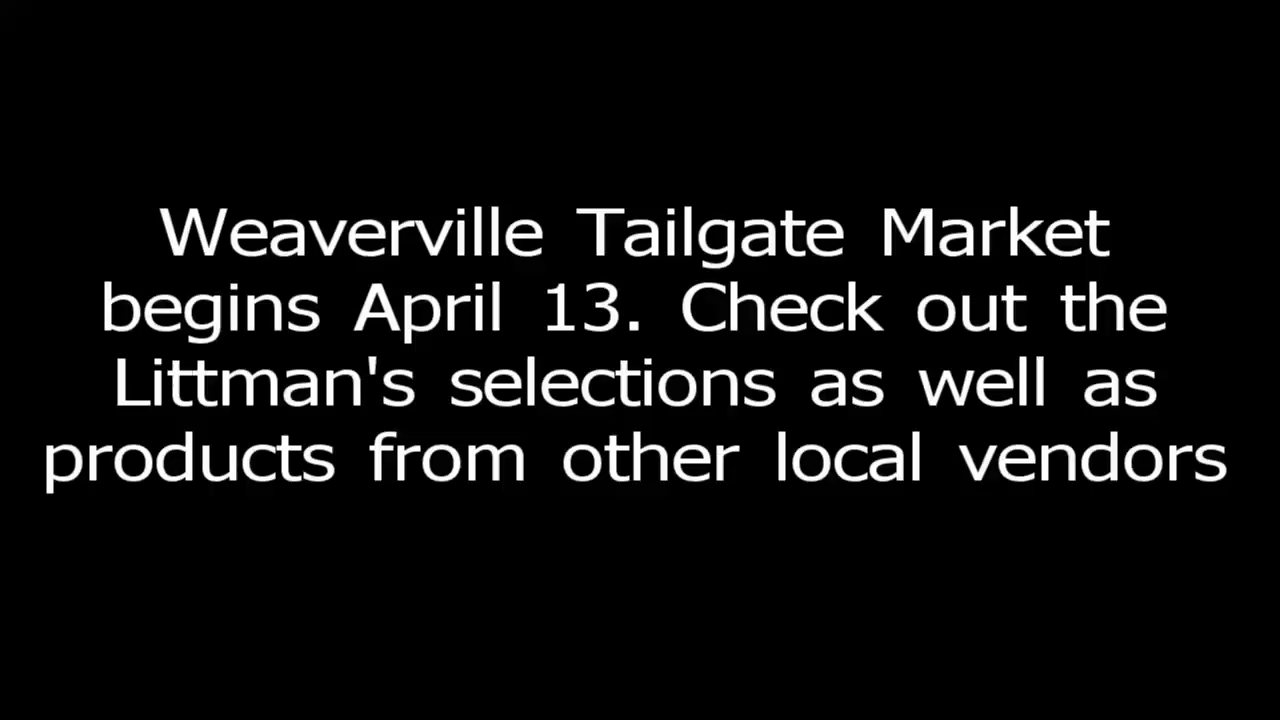 Weaverville Tailgate Market
begins April 13. Check out the
Littman's selections as well as
products from other local vendors